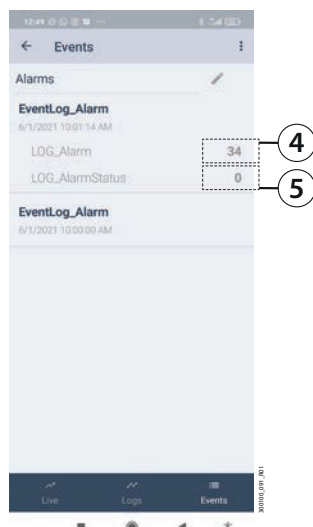 12:49
← Events
Alarms
EventLog_Alarm
6/1/2021 10:01:14 AM
LOG_Alarm 34
4
LOG_AlarmStatus 0
5
EventLog_Alarm
6/1/2021 10:00:00 AM
Live Logs Events
30000_091_R01